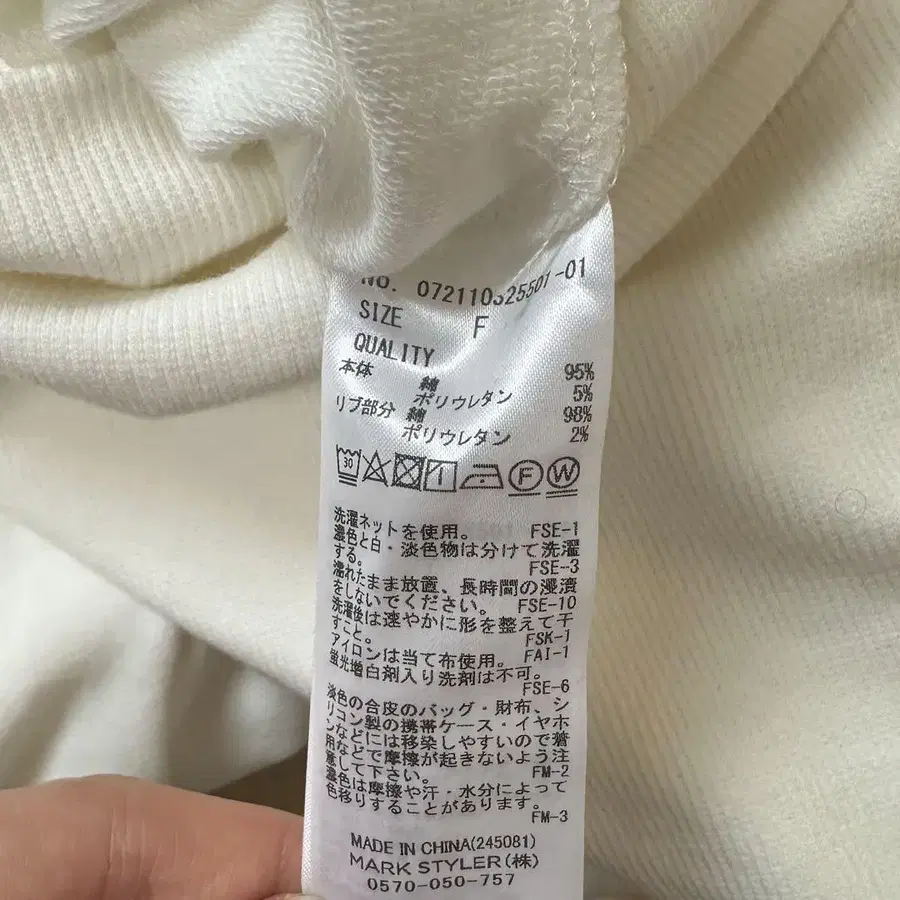 NO. 072110325501-01
SIZE F
QUALITY
本体 綿 95%
ポリウレタン 5%
リブ部分 綿 98%
ポリウレタン 2%
30 F W
洗濯ネットを使用。 FSE-1
濃色と白・淡色物は分けて洗濯
する。 FSE-3
濡れたまま放置、長時間の浸漬
をしないでください。 FSE-10
洗濯後は速やかに形を整えて干
すこと。 FSK-1
アイロンは当て布使用。 FAI-1
蛍光増白剤入り洗剤は不可。
FSE-6
淡色の合皮のバッグ・財布、シ
リコン製の携帯ケース・イヤホ
ンなどには移染しやすいので着
用などで摩擦が起きないよう注
意して下さい。 FM-2
濃色は摩擦や汗・水分によって
色移りすることがあります。
FM-3
MADE IN CHINA(245081)
MARK STYLER(株)
0570-050-757